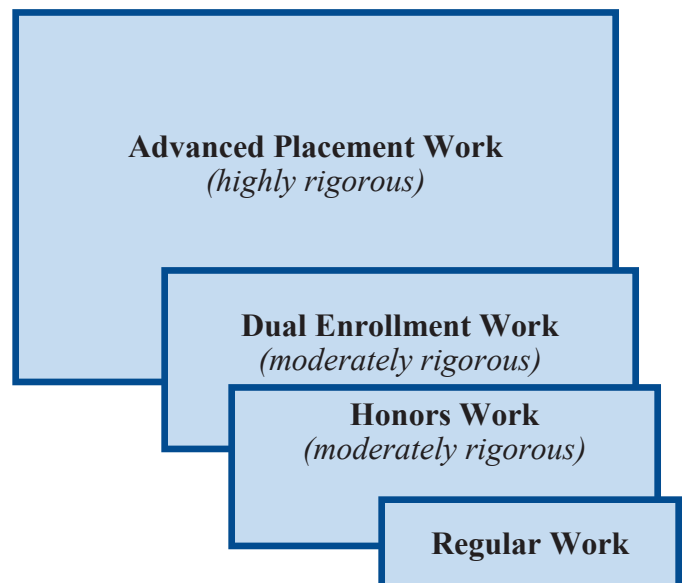 Advanced Placement Work
(highly rigorous)
Dual Enrollment Work
(moderately rigorous)
Honors Work
(moderately rigorous)
Regular Work